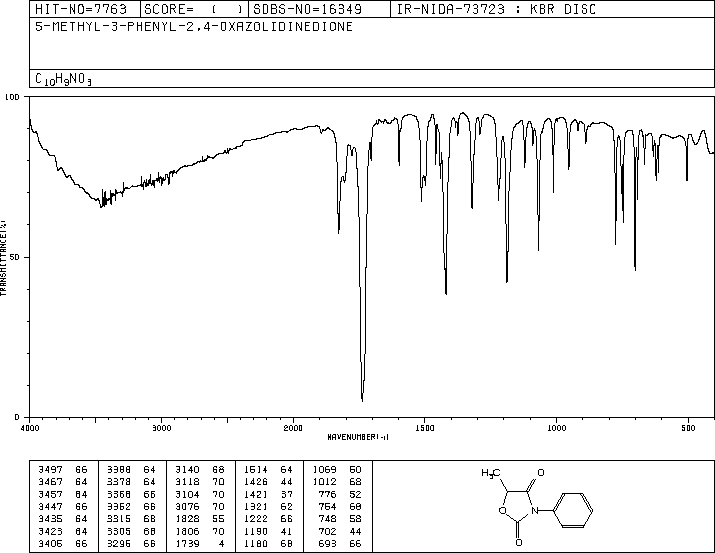 HIT-NO=7763 SCORE= ( ) SDBS-NO=16349 IR-NIDA-73723 : KBR DISC
5-METHYL-3-PHENYL-2,4-OXAZOLIDINEDIONE
C10H9NO3
100
50
0
TRANSMITTANCE(%)
4000 3000 2000 1500 1000 500
WAVENUMBER(-1)
3497 66 3388 64 3140 68 1514 64 1069 50
3467 64 3378 64 3118 70 1426 44 1012 68
3457 64 3368 66 3104 70 1421 37 776 52
3447 66 3362 66 3076 70 1321 62 754 68
3435 64 3315 68 1828 55 1222 66 748 58
3423 64 3305 68 1806 70 1190 41 702 44
3406 66 3296 66 1739 4 1180 68 693 66
H3C O
O N
O